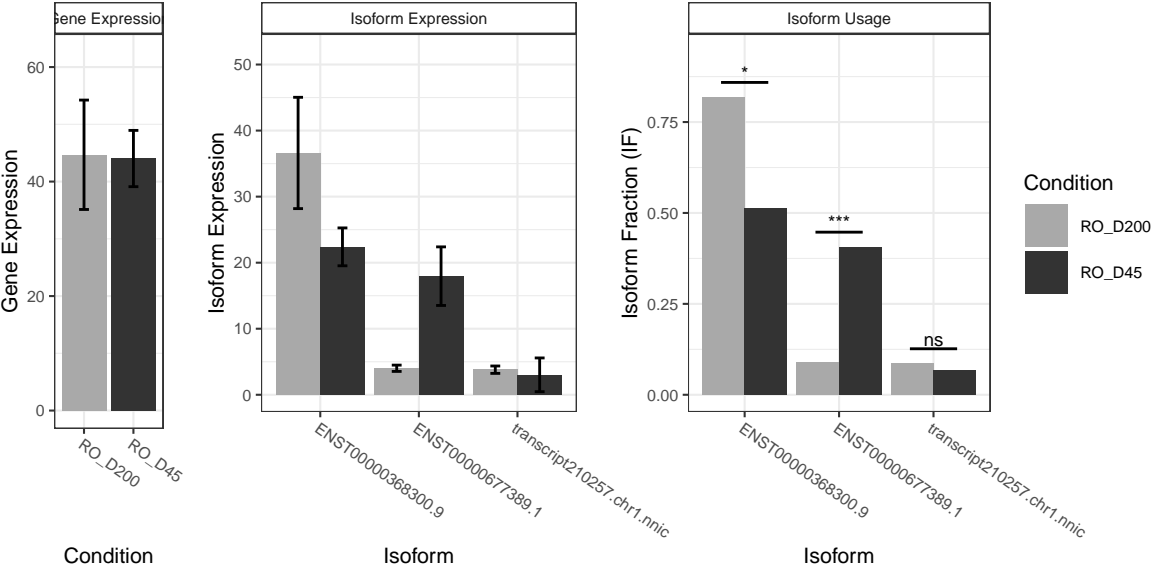 Gene Expression
Isoform Expression
Isoform Usage
Gene Expression
60
40
20
0
RO_D200
RO_D45
Condition
Isoform Expression
50
40
30
20
10
0
ENST00000368300.9
ENST00000677389.1
transcript210257.chr1.nnic
Isoform
Isoform Fraction (IF)
0.75
0.50
0.25
0.00
*
***
ns
ENST00000368300.9
ENST00000677389.1
transcript210257.chr1.nnic
Isoform
Condition
RO_D200
RO_D45